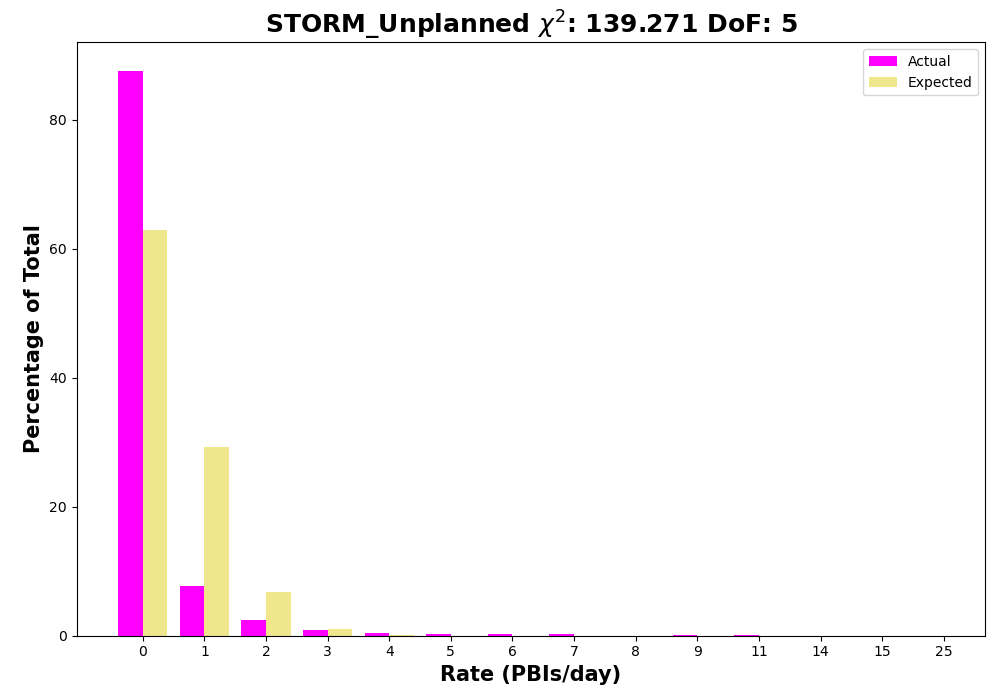 STORM_Unplanned χ²: 139.271 DoF: 5
Actual
Expected
Percentage of Total
80
60
40
20
0
0 1 2 3 4 5 6 7 8 9 11 14 15 25
Rate (PBIs/day)